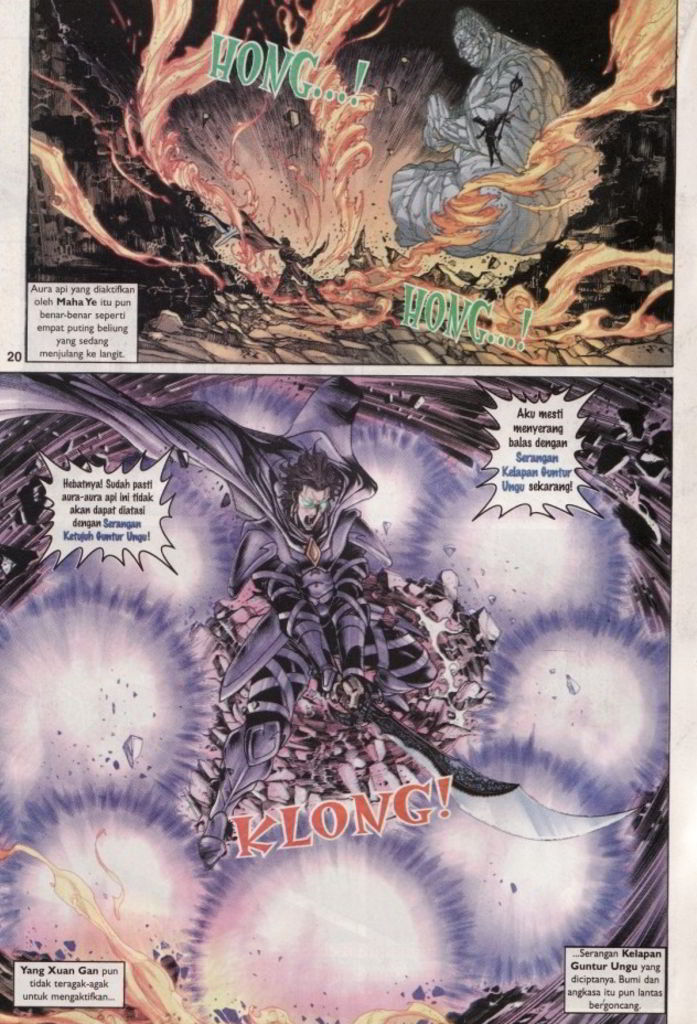 HONG....!
Aura api yang diaktifkan
oleh Maha Ye itu pun
benar-benar seperti
empat puting beliung
yang sedang
menjulang ke langit.
HONG....!
20
Hebatnya! Sudah pasti
aura-aura api ini tidak
akan dapat diatasi
dengan Serangan
Ketujuh Guntur Ungu!
Aku mesti
menyerang
balas dengan
Serangan
Kelapan Guntur
Ungu sekarang!
KLONG!
Yang Xuan Gan pun
tidak teragak-agak
untuk mengaktifkan...
...Serangan Kelapan
Guntur Ungu yang
diciptanya. Bumi dan
angkasa itu pun lantas
bergoncang.